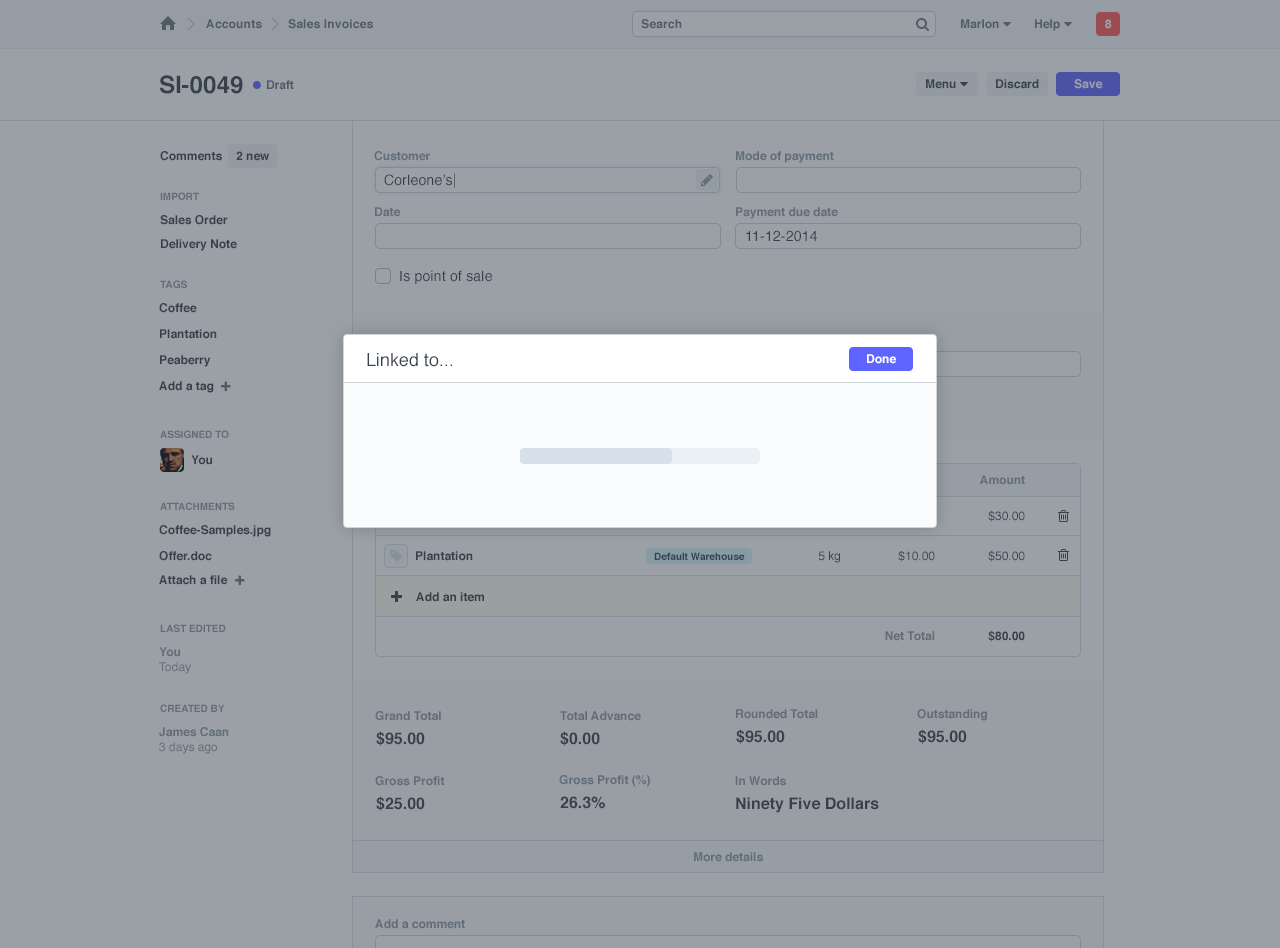 Accounts
Sales Invoices
Search
Marlon
Help
8
SI-0049
Draft
Menu
Discard
Save
Comments
2 new
IMPORT
Sales Order
Delivery Note
TAGS
Coffee
Plantation
Peaberry
Add a tag
ASSIGNED TO
You
ATTACHMENTS
Coffee-Samples.jpg
Offer.doc
Attach a file
LAST EDITED
You
Today
CREATED BY
James Caan
3 days ago
Customer
Mode of payment
Corleone's
Date
Payment due date
11-12-2014
Is point of sale
Linked to...
Done
Amount
$30.00
Plantation
Default Warehouse
5 kg
$10.00
$50.00
Add an item
Net Total
$80.00
Grand Total
Total Advance
Rounded Total
Outstanding
$95.00
$0.00
$95.00
$95.00
Gross Profit
Gross Profit (%)
In Words
$25.00
26.3%
Ninety Five Dollars
More details
Add a comment